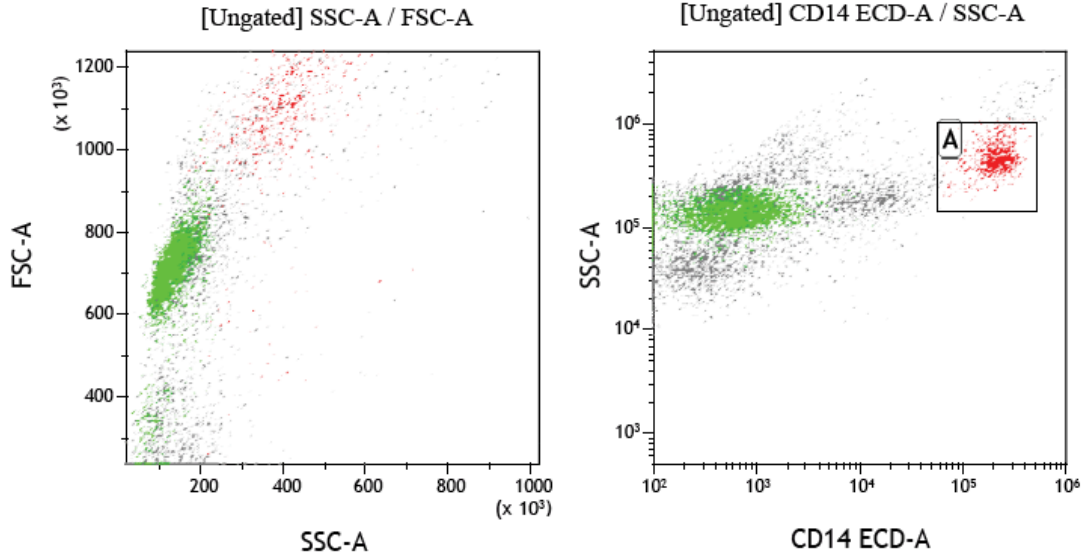 [Ungated] SSC-A / FSC-A
1200
1000
800
600
400
(x 10³)
FSC-A
200
400
600
800
1000
(x 10³)
SSC-A
[Ungated] CD14 ECD-A / SSC-A
10⁶
10⁵
10⁴
10³
SSC-A
A
10²
10³
10⁴
10⁵
10⁶
CD14 ECD-A